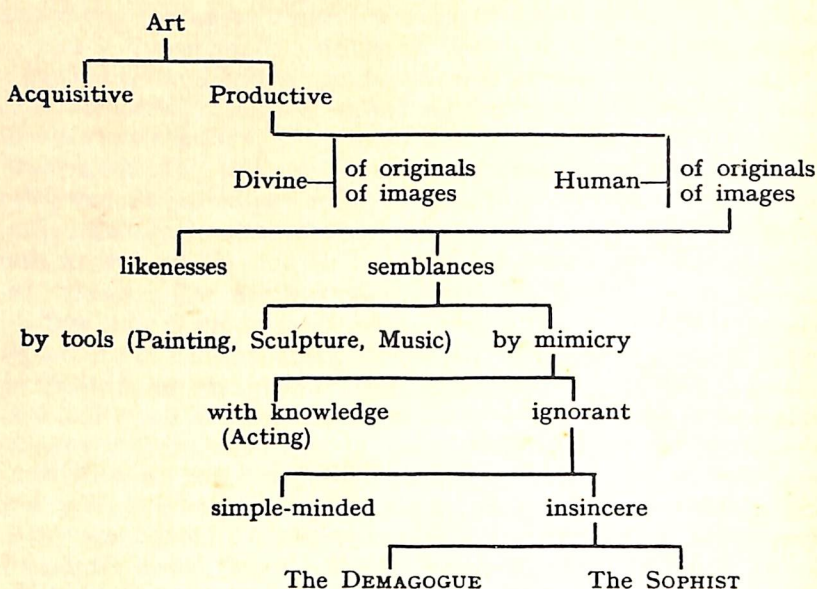 Art
Acquisitive Productive
Divine— of originals Human— of originals
of images of images
likenesses semblances
by tools (Painting, Sculpture, Music) by mimicry
with knowledge ignorant
(Acting)
simple-minded insincere
The DEMAGOGUE The SOPHIST